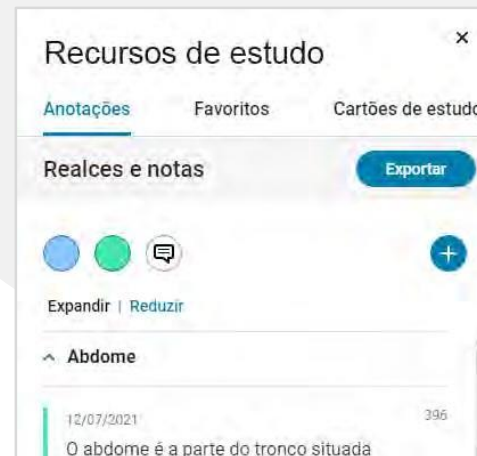 Recursos de estudo
×
Anotações Favoritos Cartões de estudo
Realces e notas Exportar
+
Expandir | Reduzir
Abdome
12/07/2021 396
O abdome é a parte do tronco situada